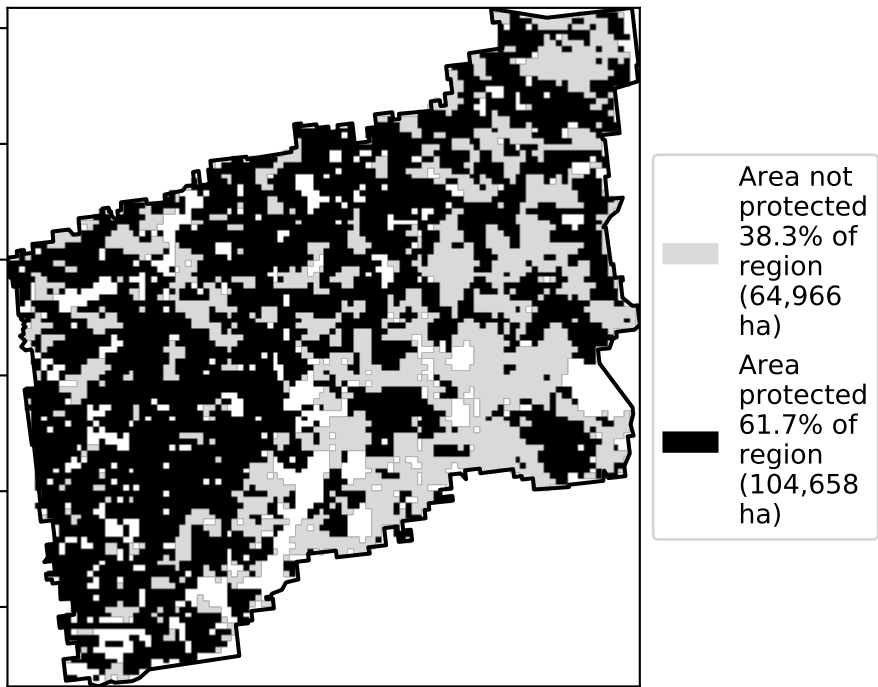 Area not
protected
38.3% of
region
(64,966
ha)
Area
protected
61.7% of
region
(104,658
ha)